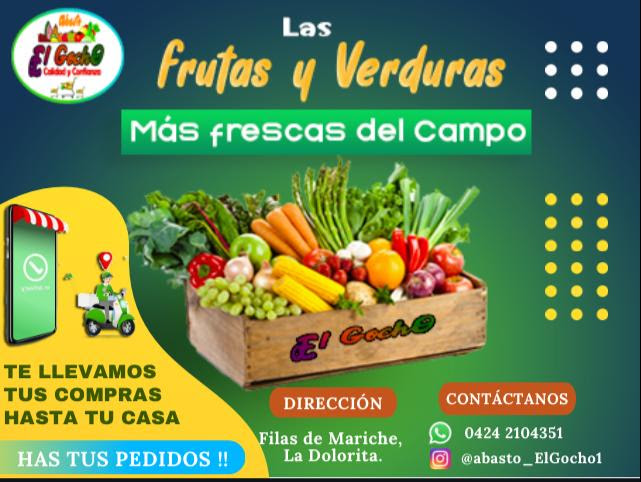 Abasto
El GochO
Calidad y Confianza
Las
frutas y Verduras
Más frescas del Campo
El GochO
TE LLEVAMOS
TUS COMPRAS
HASTA TU CASA
HAS TUS PEDIDOS !!
DIRECCIÓN
Filas de Mariche,
La Dolorita.
CONTÁCTANOS
0424 2104351
@abasto_ElGocho1